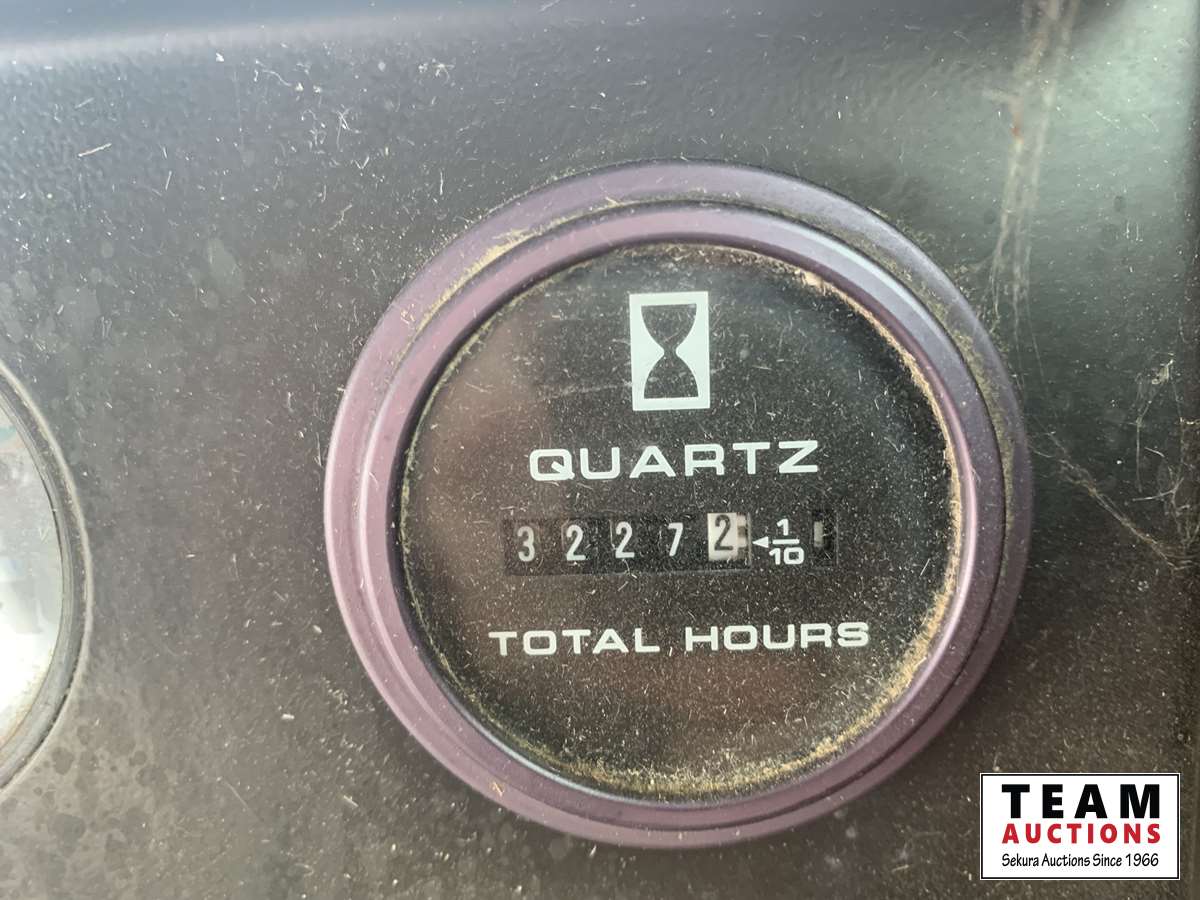 QUARTZ
3 2 2 7 2 ◄ 1/10
TOTAL HOURS
TEAM
AUCTIONS
Sekura Auctions Since 1966